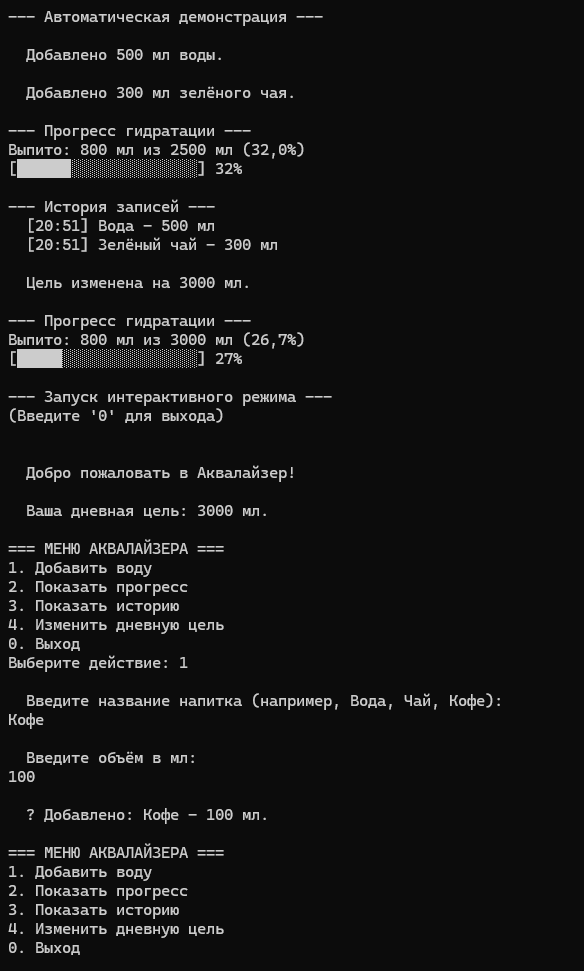 --- Автоматическая демонстрация ---
Добавлено 500 мл воды.
Добавлено 300 мл зелёного чая.
--- Прогресс гидратации ---
Выпито: 800 мл из 2500 мл (32,0%)
[██████░░░░░░░░░░░░░░] 32%
--- История записей ---
[20:51] Вода - 500 мл
[20:51] Зелёный чай - 300 мл
Цель изменена на 3000 мл.
--- Прогресс гидратации ---
Выпито: 800 мл из 3000 мл (26,7%)
[█████░░░░░░░░░░░░░░░] 27%
--- Запуск интерактивного режима ---
(Введите '0' для выхода)
Добро пожаловать в Аквалайзер!
Ваша дневная цель: 3000 мл.
=== МЕНЮ АКВАЛАЙЗЕРА ===
1. Добавить воду
2. Показать прогресс
3. Показать историю
4. Изменить дневную цель
0. Выход
Выберите действие: 1
Введите название напитка (например, Вода, Чай, Кофе):
Кофе
Введите объём в мл:
100
? Добавлено: Кофе - 100 мл.
=== МЕНЮ АКВАЛАЙЗЕРА ===
1. Добавить воду
2. Показать прогресс
3. Показать историю
4. Изменить дневную цель
0. Выход